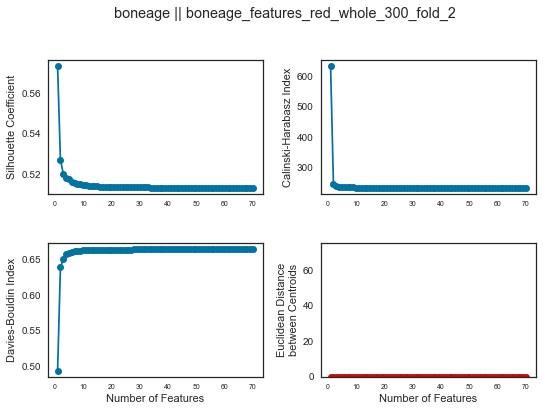 boneage || boneage_features_red_whole_300_fold_2
Silhouette Coefficient
0.56
0.54
0.52
0 10 20 30 40 50 60 70
Calinski-Harabasz Index
600
500
400
300
0 10 20 30 40 50 60 70
Davies-Bouldin Index
0.65
0.60
0.55
0.50
0 10 20 30 40 50 60 70
Number of Features
Euclidean Distance
between Centroids
60
40
20
0
0 10 20 30 40 50 60 70
Number of Features